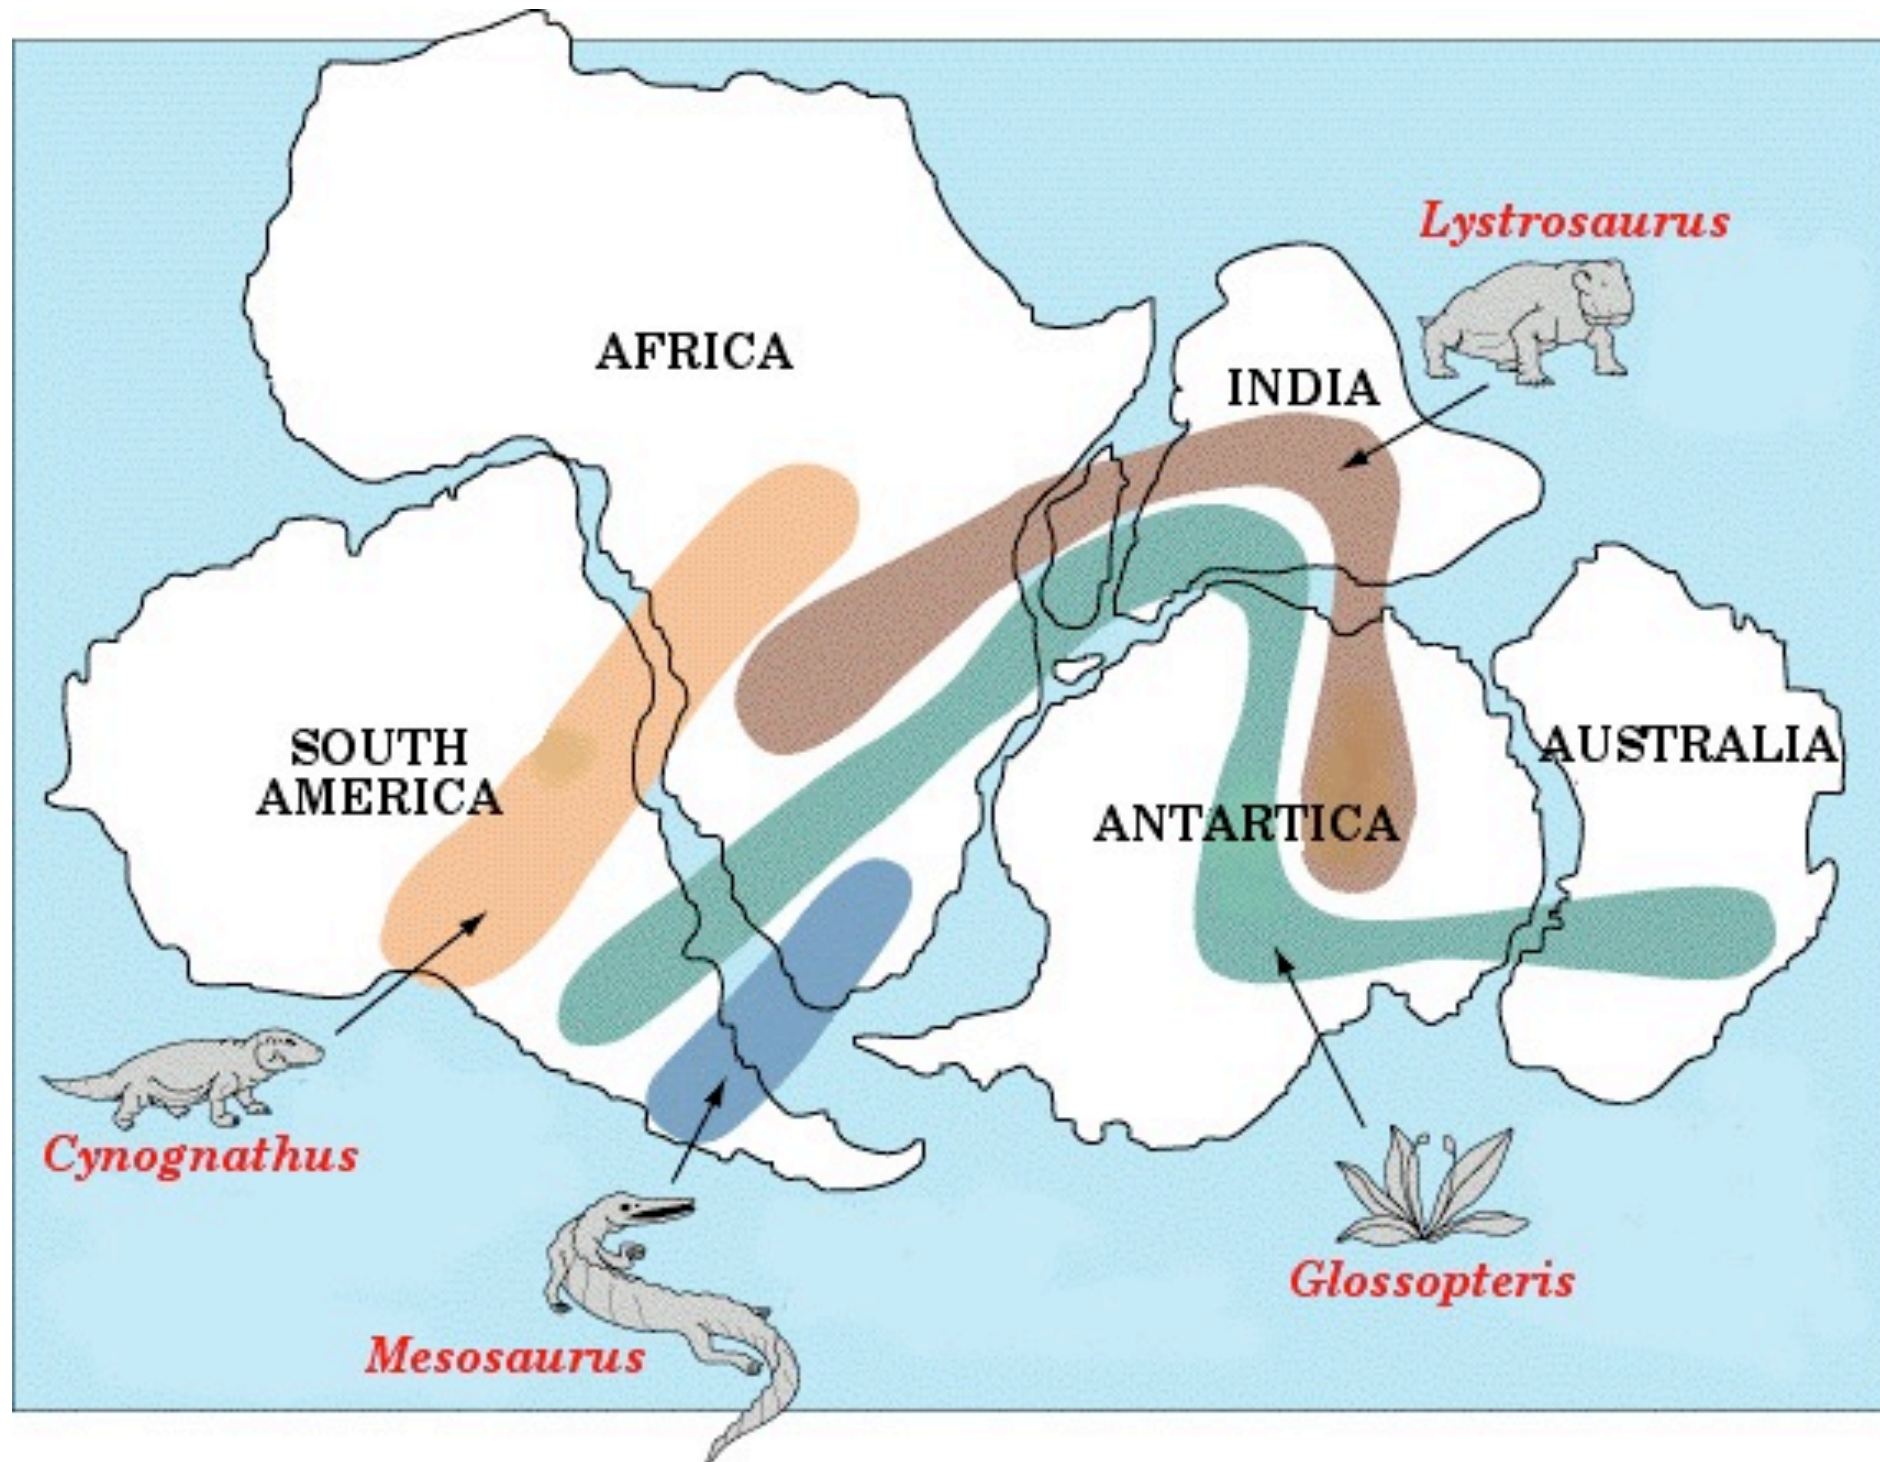 Lystrosaurus
AFRICA
INDIA
SOUTH
AMERICA
AUSTRALIA
ANTARTICA
Cynognathus
Glossopteris
Mesosaurus